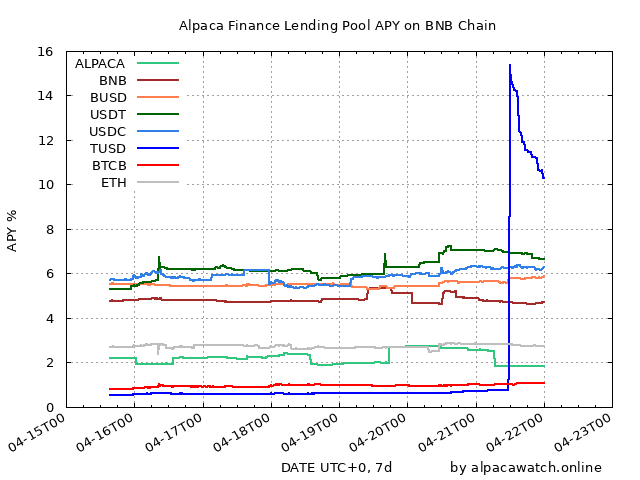 Alpaca Finance Lending Pool APY on BNB Chain
16
14
12
10
8
6
4
2
0
APY %
ALPACA
BNB
BUSD
USDT
USDC
TUSD
BTCB
ETH
04-15T00
04-16T00
04-17T00
04-18T00
04-19T00
04-20T00
04-21T00
04-22T00
04-23T00
DATE UTC+0, 7d
by alpacawatch.online